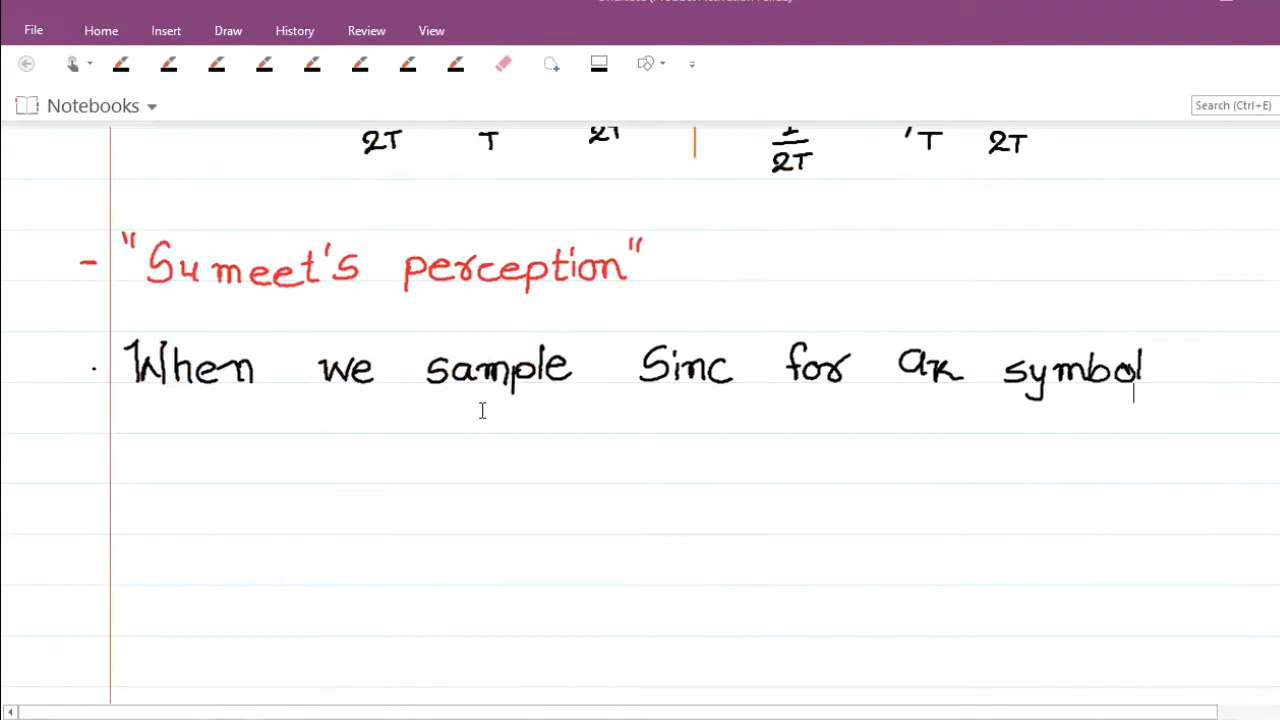 File Home Insert Draw History Review View
Notebooks
Search (Ctrl+E)
2T T 2T 2T T 2T
- "Sumeet's perception"
. When we sample Sinc for ak symbol